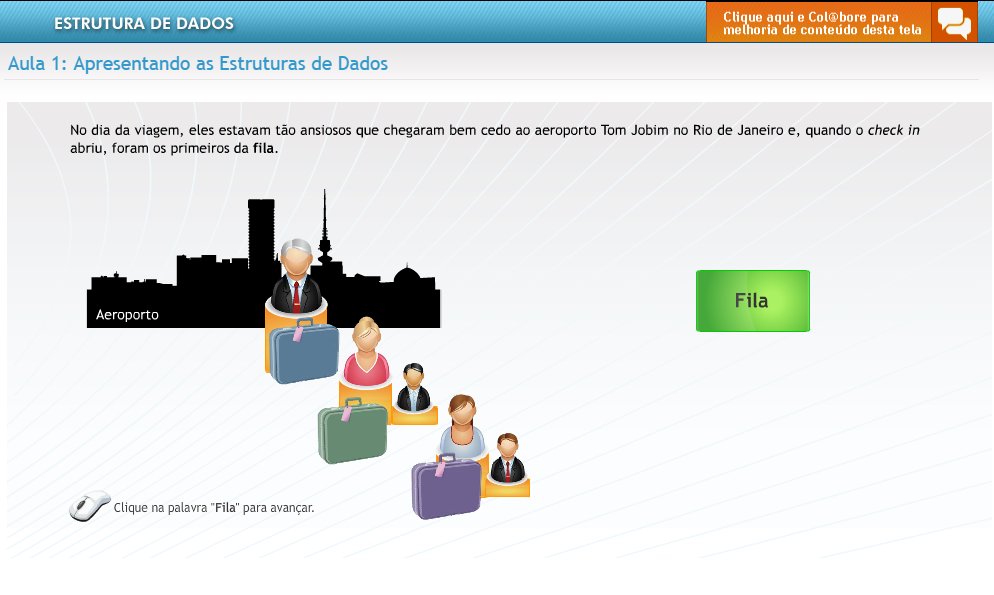 ESTRUTURA DE DADOS
Clique aqui e Col@bore para
melhoria de conteúdo desta tela
Aula 1: Apresentando as Estruturas de Dados
No dia da viagem, eles estavam tão ansiosos que chegaram bem cedo ao aeroporto Tom Jobim no Rio de Janeiro e, quando o check in
abriu, foram os primeiros da fila.
Aeroporto
Fila
Clique na palavra "Fila" para avançar.